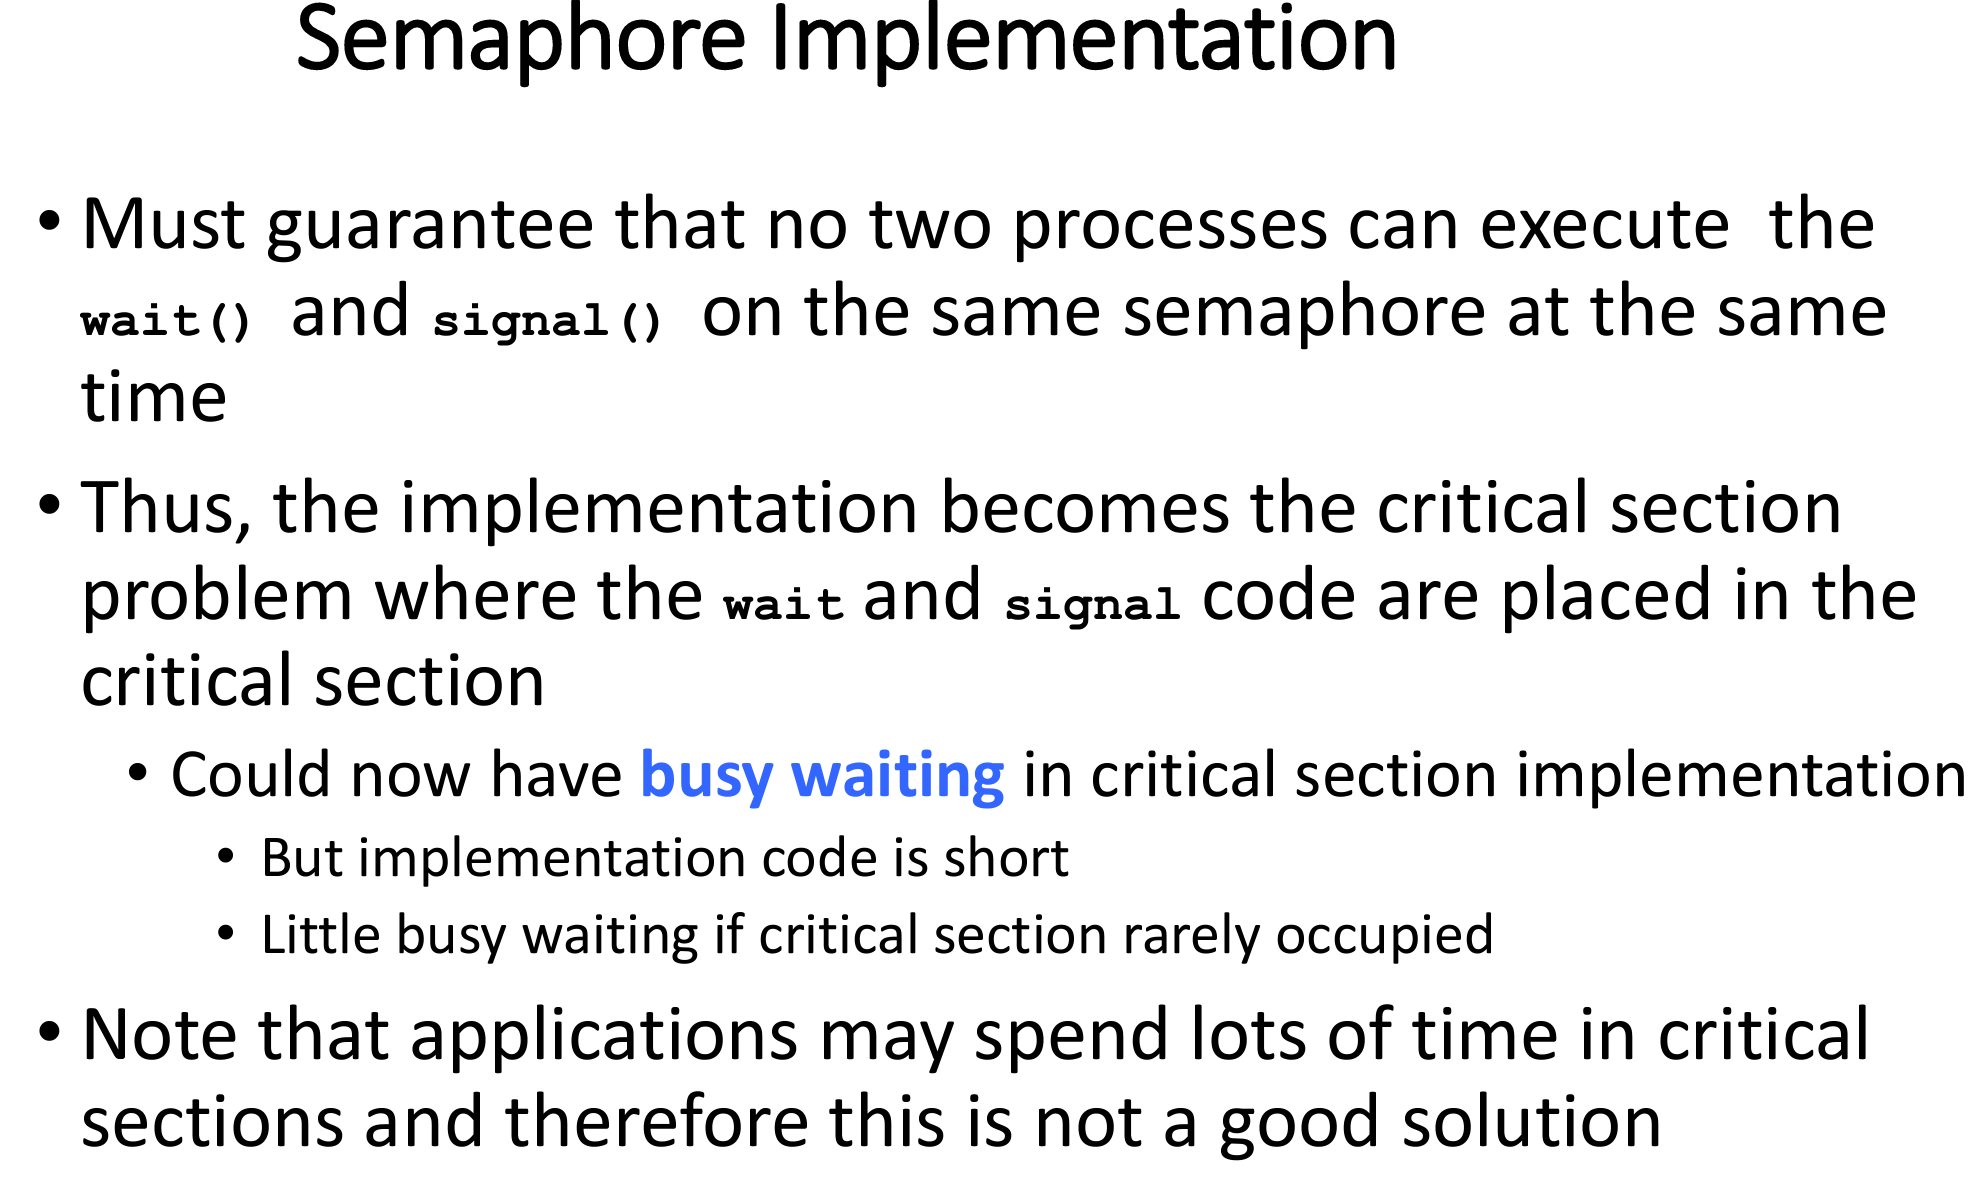 Semaphore Implementation
• Must guarantee that no two processes can execute the
wait() and signal() on the same semaphore at the same
time
• Thus, the implementation becomes the critical section
problem where the wait and signal code are placed in the
critical section
• Could now have busy waiting in critical section implementation
• But implementation code is short
• Little busy waiting if critical section rarely occupied
• Note that applications may spend lots of time in critical
sections and therefore this is not a good solution